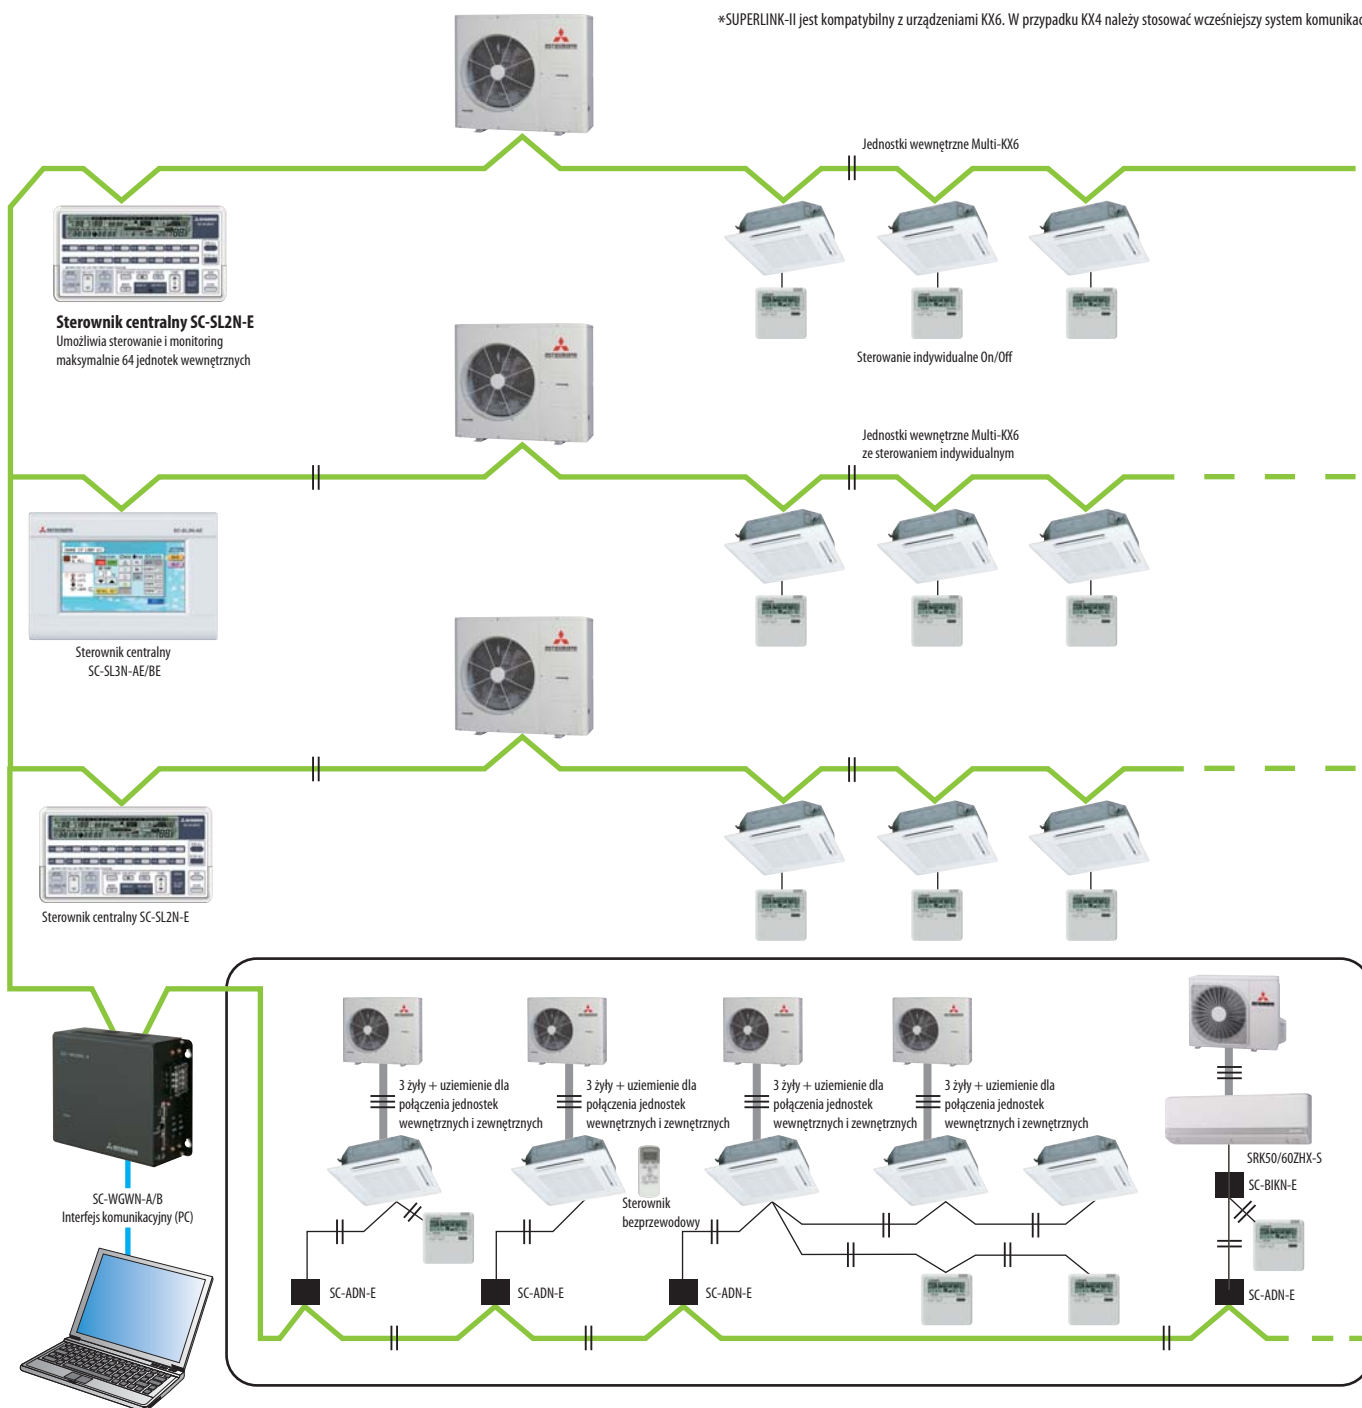 *SUPERLINK-II jest kompatybilny z urządzeniami KX6. W przypadku KX4 należy stosować wcześniejszy system komunikac
Jednostki wewnętrzne Multi-KX6
Sterownik centralny SC-SL2N-E
Umożliwia sterowanie i monitoring
maksymalnie 64 jednotek wewnętrznych
Sterowanie indywidualne On/Off
Jednostki wewnętrzne Multi-KX6
ze sterowaniem indywidualnym
Sterownik centralny
SC-SL3N-AE/BE
Sterownik centralny SC-SL2N-E
3 żyły + uziemienie dla
połączenia jednostek
wewnętrznych i zewnętrznych
3 żyły + uziemienie dla
połączenia jednostek
wewnętrznych i zewnętrznych
3 żyły + uziemienie dla
połączenia jednostek
wewnętrznych i zewnętrznych
3 żyły + uziemienie dla
połączenia jednostek
wewnętrznych i zewnętrznych
SRK50/60ZHX-S
SC-BIKN-E
SC-WGWN-A/B
Interfejs komunikacyjny (PC)
Sterownik
bezprzewodowy
SC-ADN-E
SC-ADN-E
SC-ADN-E
SC-ADN-E